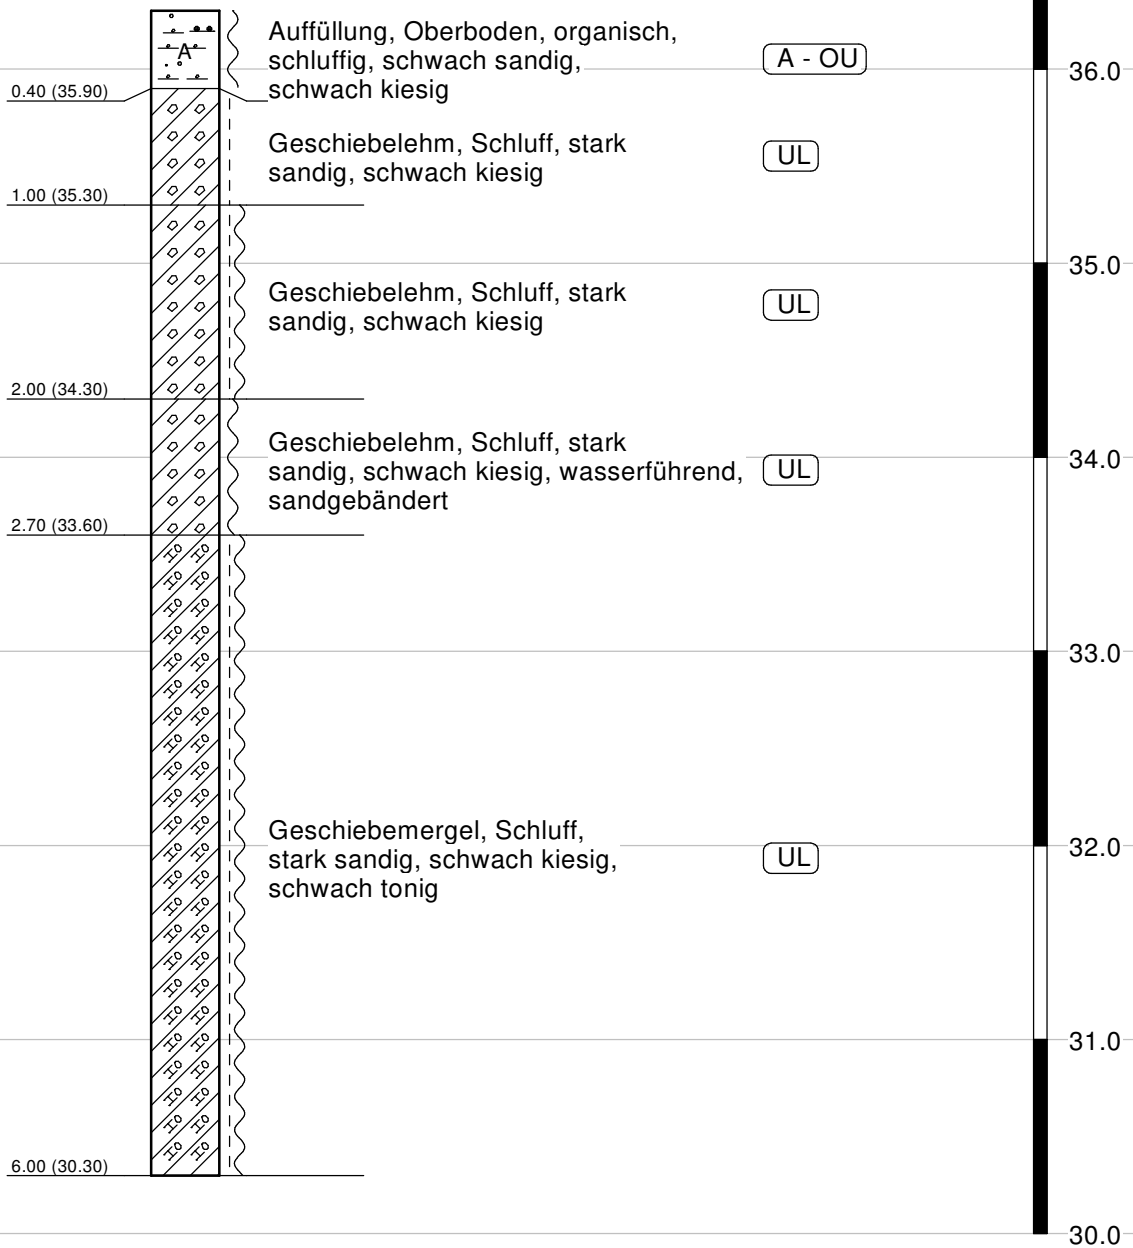 Auffüllung, Oberboden, organisch,
schluffig, schwach sandig,
schwach kiesig
A - OU
A
36.0
0.40 (35.90)
Geschiebelehm, Schluff, stark
sandig, schwach kiesig
UL
1.00 (35.30)
35.0
Geschiebelehm, Schluff, stark
sandig, schwach kiesig
UL
2.00 (34.30)
Geschiebelehm, Schluff, stark
sandig, schwach kiesig, wasserführend,
sandgebändert
UL
34.0
2.70 (33.60)
33.0
Geschiebemergel, Schluff,
stark sandig, schwach kiesig,
schwach tonig
UL
32.0
31.0
6.00 (30.30)
30.0